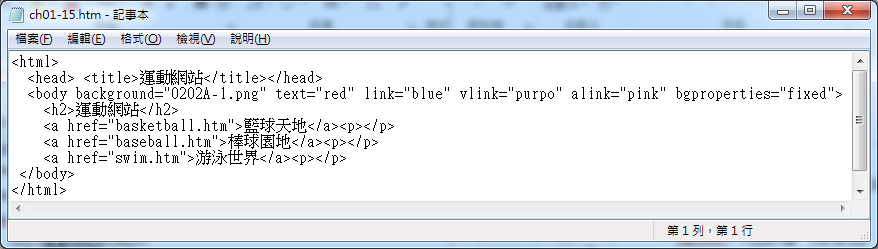 ch01-15.htm - 記事本
檔案(F) 編輯(E) 格式(O) 檢視(V) 說明(H)
<html>
  <head> <title>運動網站</title></head>
  <body background="0202A-1.png" text="red" link="blue" vlink="purpo" alink="pink" bgproperties="fixed">
    <h2>運動網站</h2>
    <a href="basketball.htm">籃球天地</a><p></p>
    <a href="baseball.htm">棒球園地</a><p></p>
    <a href="swim.htm">游泳世界</a><p></p>
 </body>
</html>
第 1 列，第 1 行